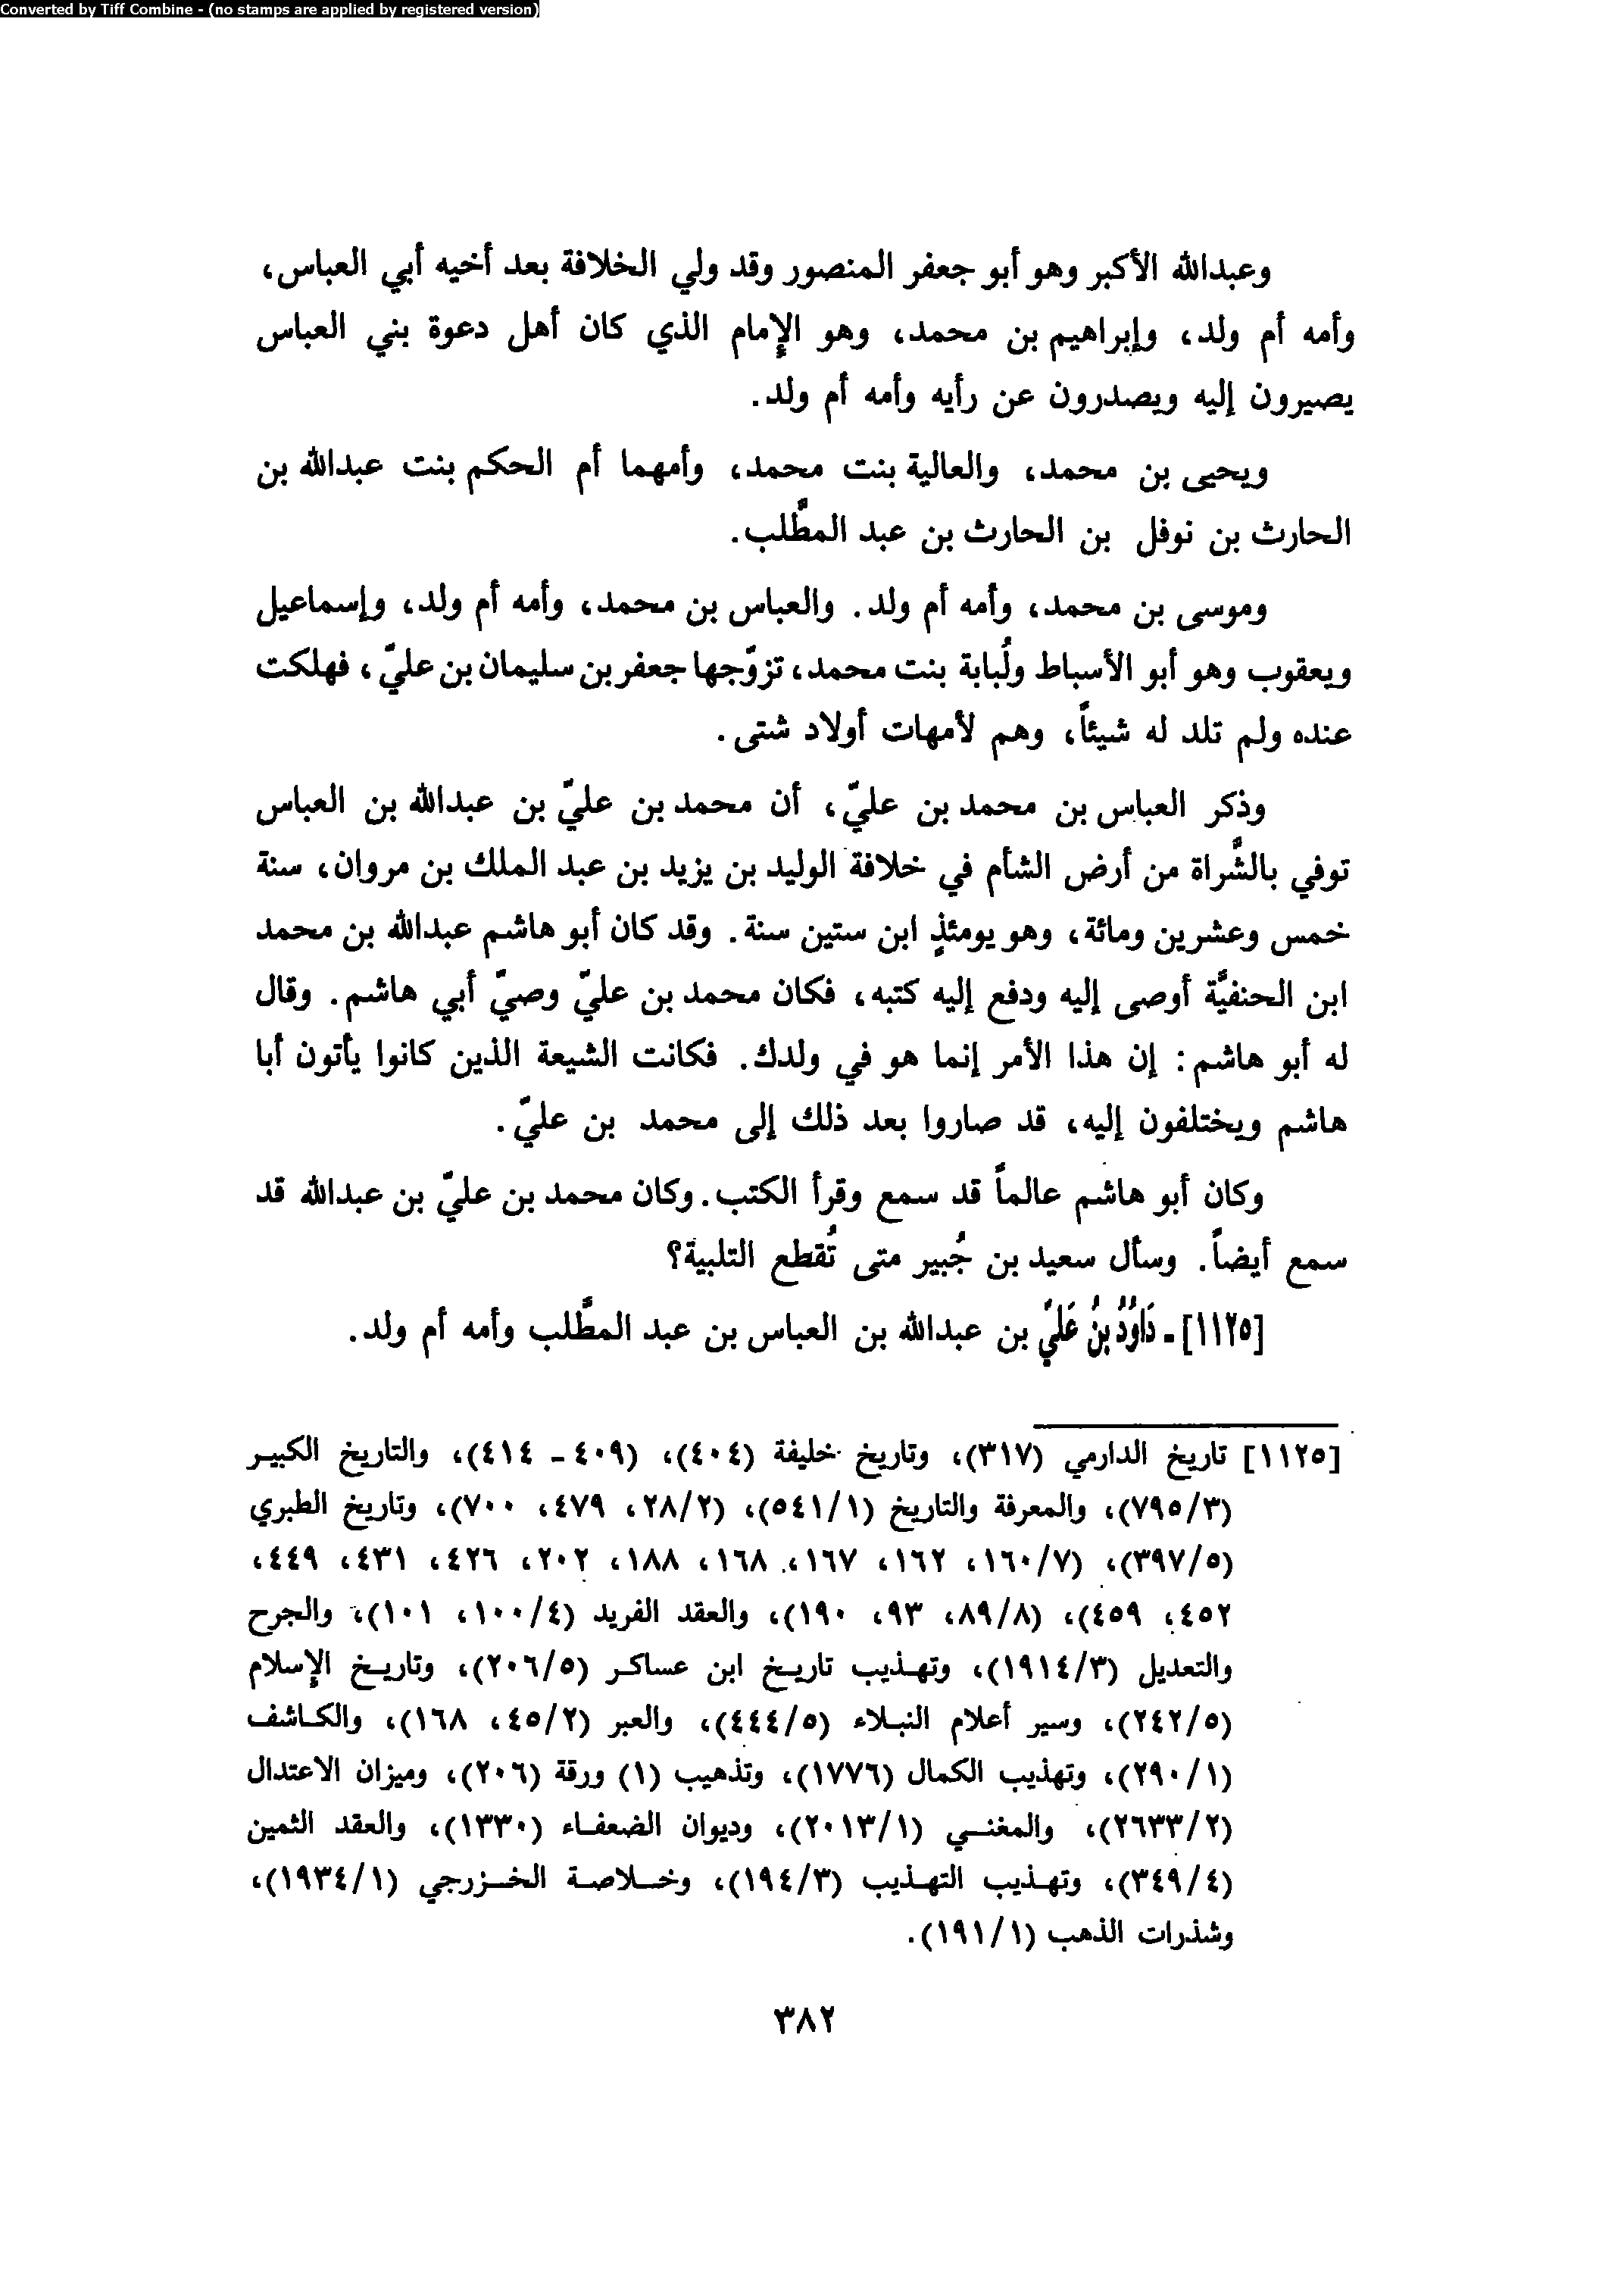 Converted by Tiff Combine - (no stamps are applied by registered version)
وعبدالله الأكبر وهو أبو جعفر المنصور وقد ولي الخلافة بعد أخيه أبي العباس،
وأمه أم ولد، وإبراهيم بن محمد، وهو الإمام الذي كان أهل دعوة بني العباس
يصيرون إليه ويصدرون عن رأيه وأمه أم ولد.
ويحيى بن محمد، والعالية بنت محمد، وأمهما أم الحكم بنت عبدالله بن
الحارث بن نوفل بن الحارث بن عبد المطَّلب.
وموسى بن محمد، وأمه أم ولد. والعباس بن محمد، وأمه أم ولد، وإسماعيل
ويعقوب وهو أبو الأسباط ولُبابة بنت محمد، تزوّجها جعفر بن سليمان بن عليّ، فهلكت
عنده ولم تلد له شيئاً، وهم لأمهات أولاد شتى.
وذكر العباس بن محمد بن عليّ، أن محمد بن عليّ بن عبدالله بن العباس
توفي بالشَّراة من أرض الشأم في خلافة الوليد بن يزيد بن عبد الملك بن مروان، سنة
خمس وعشرين ومائة، وهو يومئذٍ ابن ستين سنة. وقد كان أبو هاشم عبدالله بن محمد
ابن الحنفيَّة أوصى إليه ودفع إليه كتبه، فكان محمد بن عليّ وصيّ أبي هاشم. وقال
له أبو هاشم: إن هذا الأمر إنما هو في ولدك. فكانت الشيعة الذين كانوا يأتون أبا
هاشم ويختلفون إليه، قد صاروا بعد ذلك إلى محمد بن عليّ.
وكان أبو هاشم عالماً قد سمع وقرأ الكتب. وكان محمد بن عليّ بن عبدالله قد
سمع أيضاً. وسأل سعيد بن جُبير متى تُقطع التلبية؟
[١١٢٥] ـ دَاوُدُ بنُ عَليِّ بن عبدالله بن العباس بن عبد المطَّلب وأمه أم ولد.
[١١٢٥] تاريخ الدارمي (٣١٧)، وتاريخ خليفة (٤٠٤)، (٤٠٩ - ٤١٤)، والتاريخ الكبير
(٧٩٥/٣)، والمعرفة والتاريخ (٥٤١/١)، (٢٨/٢، ٤٧٩، ٧٠٠)، وتاريخ الطبري
(٣٩٧/٥)، (١٦٠/٧، ١٦٢، ١٦٧، ١٦٨، ١٨٨، ٢٠٢، ٤٢٦، ٤٣١، ٤٤٩،
٤٥٢، ٤٥٩)، (٨٩/٨، ٩٣، ١٩٠)، والعقد الفريد (١٠٠/٤، ١٠١)، والجرح
والتعديل (١٩١٤/٣)، وتهذيب تاريخ ابن عساكر (٢٠٦/٥)، وتاريخ الإسلام
(٢٤٢/٥)، وسير أعلام النبلاء (٤٤٤/٥)، والعبر (٤٥/٢، ١٦٨)، والكاشف
(٢٩٠/١)، وتهذيب الكمال (١٧٧٦)، وتذهيب (١) ورقة (٢٠٦)، وميزان الاعتدال
(٢٦٣٣/٢)، والمغني (٢٠١٣/١)، وديوان الضعفاء (١٣٣٠)، والعقد الثمين
(٣٤٩/٤)، وتهذيب التهذيب (١٩٤/٣)، وخلاصة الخزرجي (١٩٣٤/١)،
وشذرات الذهب (١٩١/١).
٣٨٢